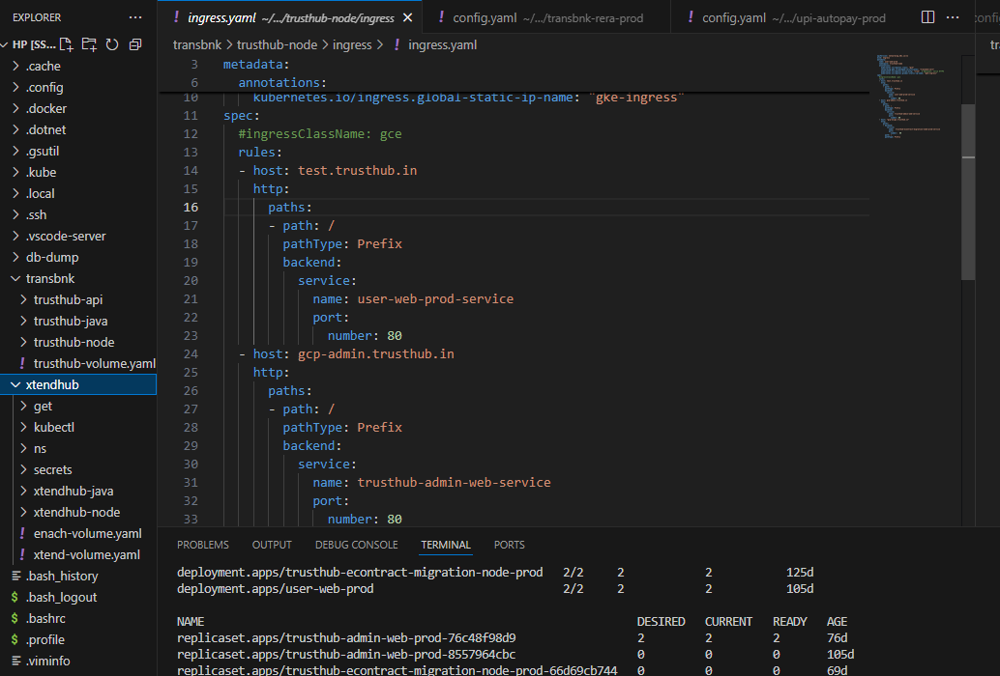 EXPLORER
HP [SS...
.cache
.config
.docker
.dotnet
.gsutil
.kube
.local
.ssh
.vscode-server
db-dump
transbnk
trusthub-api
trusthub-java
trusthub-node
! trusthub-volume.yaml
xtendhub
get
kubectl
ns
secrets
xtendhub-java
xtendhub-node
! enach-volume.yaml
! xtend-volume.yaml
.bash_history
$ .bash_logout
$ .bashrc
$ .profile
.viminfo
! ingress.yaml ~/.../trusthub-node/ingress
! config.yaml ~/.../transbnk-rera-prod
! config.yaml ~/.../upi-autopay-prod
transbnk > trusthub-node > ingress > ! ingress.yaml
3 metadata:
6 annotations:
10 kubernetes.io/ingress.global-static-ip-name: "gke-ingress"
11 spec:
12 #ingressClassName: gce
13 rules:
14 - host: test.trusthub.in
15 http:
16 paths:
17 - path: /
18 pathType: Prefix
19 backend:
20 service:
21 name: user-web-prod-service
22 port:
23 number: 80
24 - host: gcp-admin.trusthub.in
25 http:
26 paths:
27 - path: /
28 pathType: Prefix
29 backend:
30 service:
31 name: trusthub-admin-web-service
32 port:
33 number: 80
PROBLEMS OUTPUT DEBUG CONSOLE TERMINAL PORTS
deployment.apps/trusthub-econtract-migration-node-prod 2/2 2 2 125d
deployment.apps/user-web-prod 2/2 2 2 105d
NAME DESIRED CURRENT READY AGE
replicaset.apps/trusthub-admin-web-prod-76c48f98d9 2 2 2 76d
replicaset.apps/trusthub-admin-web-prod-8557964cbc 0 0 0 105d
replicaset.apps/trusthub-econtract-migration-node-prod-66d69cb744 0 0 0 69d